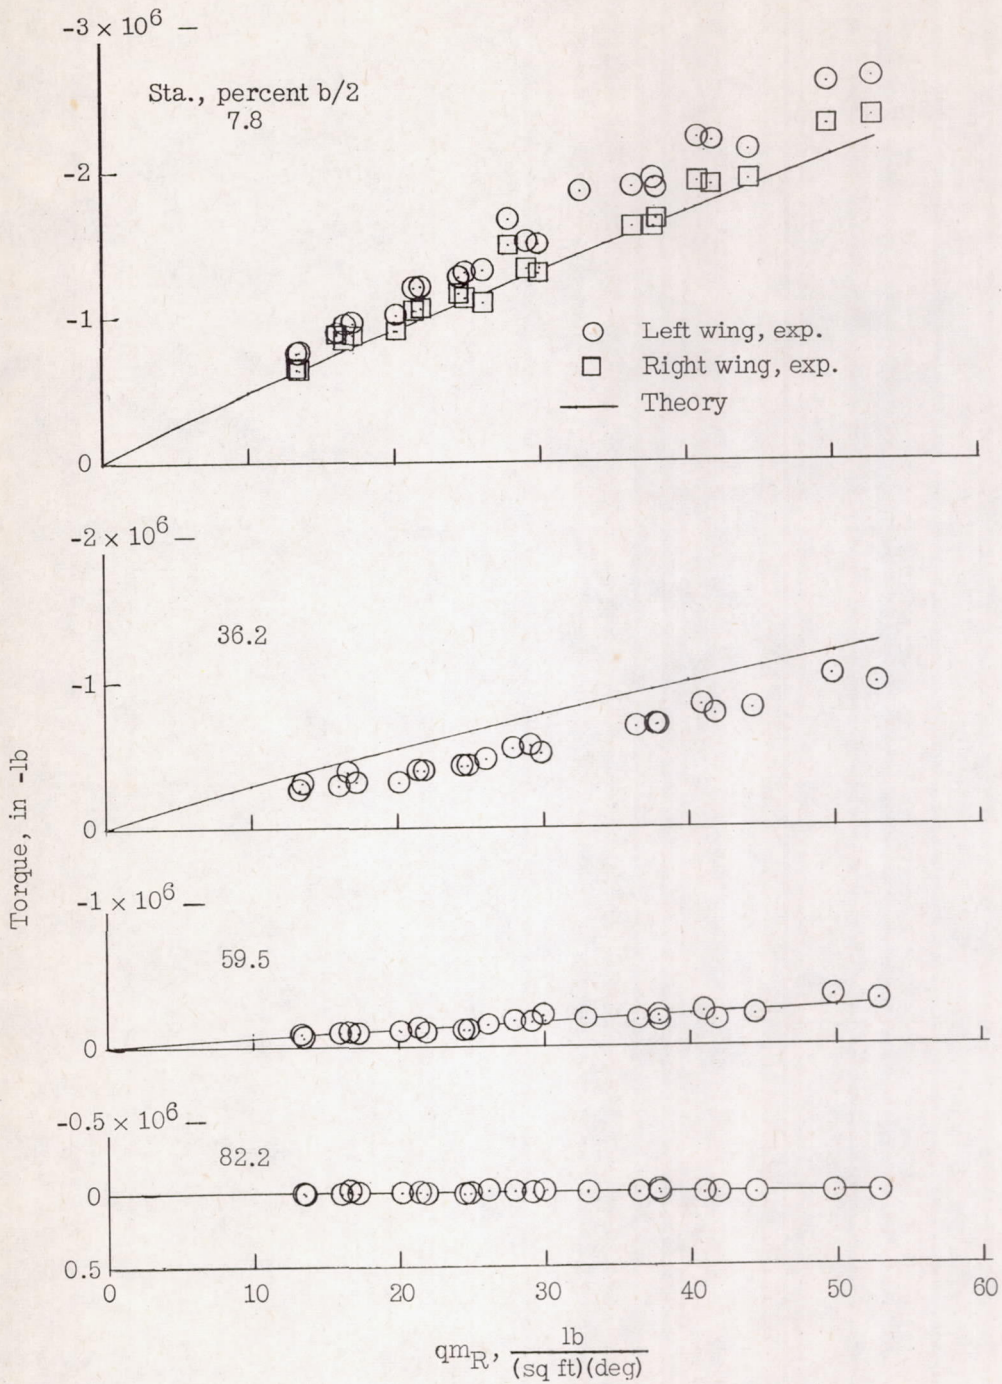 -3 × 10⁶
Sta., percent b/2
7.8
-2
-1
Left wing, exp.
Right wing, exp.
Theory
0
-2 × 10⁶
36.2
-1
0
Torque, in -lb
-1 × 10⁶
59.5
0
-0.5 × 10⁶
82.2
0
0.5
0 10 20 30 40 50 60
qm_R, lb
(sq ft)(deg)